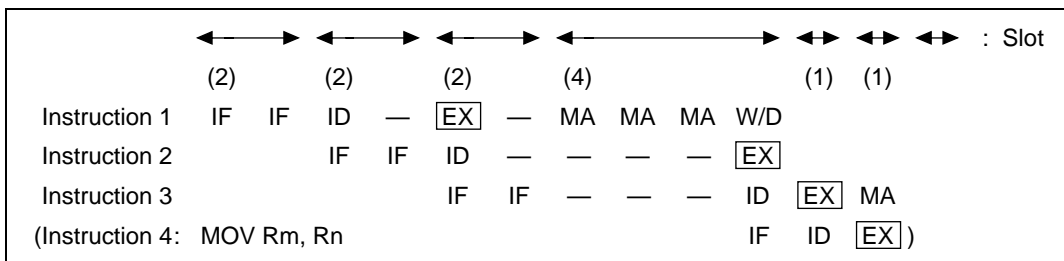 : Slot
(2) (2) (2) (4) (1) (1)
Instruction 1 IF IF ID — EX — MA MA MA W/D
Instruction 2 IF IF ID — — — — EX
Instruction 3 IF IF — — — ID EX MA
(Instruction 4: MOV Rm, Rn IF ID EX )